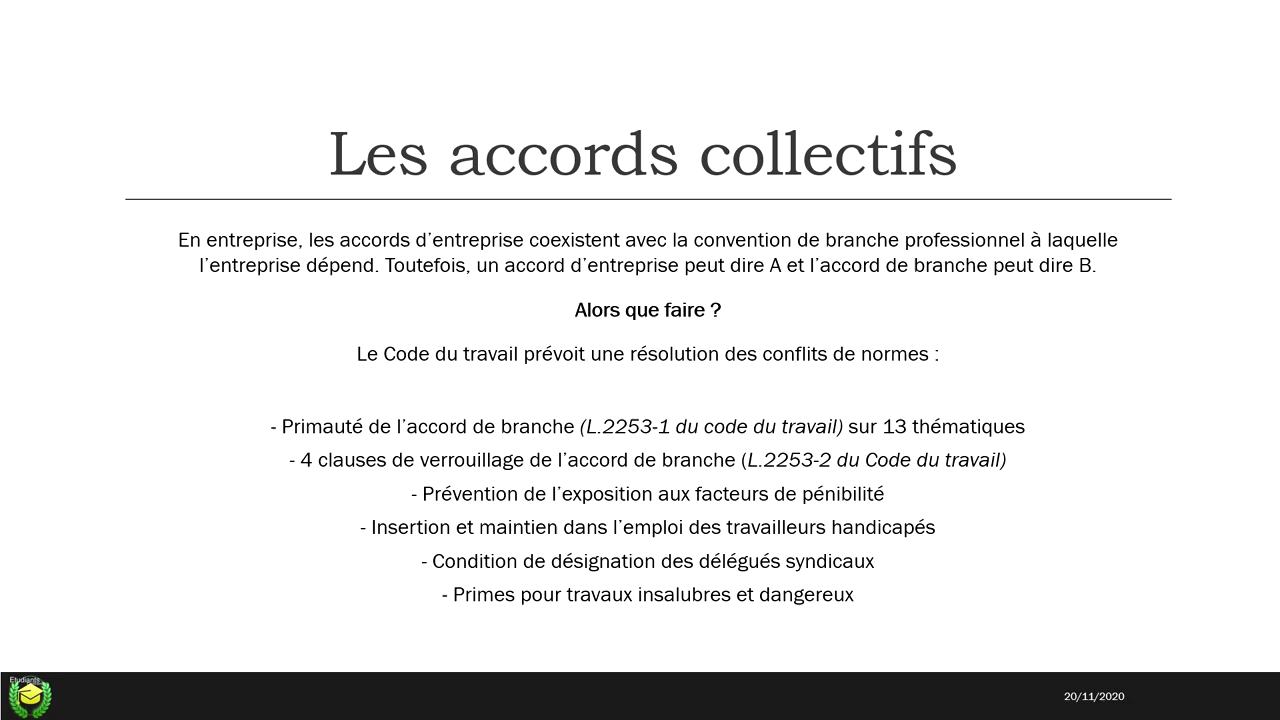 Les accords collectifs
En entreprise, les accords d’entreprise coexistent avec la convention de branche professionnel à laquelle
l’entreprise dépend. Toutefois, un accord d’entreprise peut dire A et l’accord de branche peut dire B.
Alors que faire ?
Le Code du travail prévoit une résolution des conflits de normes :
- Primauté de l’accord de branche (L.2253-1 du code du travail) sur 13 thématiques
- 4 clauses de verrouillage de l’accord de branche (L.2253-2 du Code du travail)
- Prévention de l’exposition aux facteurs de pénibilité
- Insertion et maintien dans l’emploi des travailleurs handicapés
- Condition de désignation des délégués syndicaux
- Primes pour travaux insalubres et dangereux
Etudiants
20/11/2020